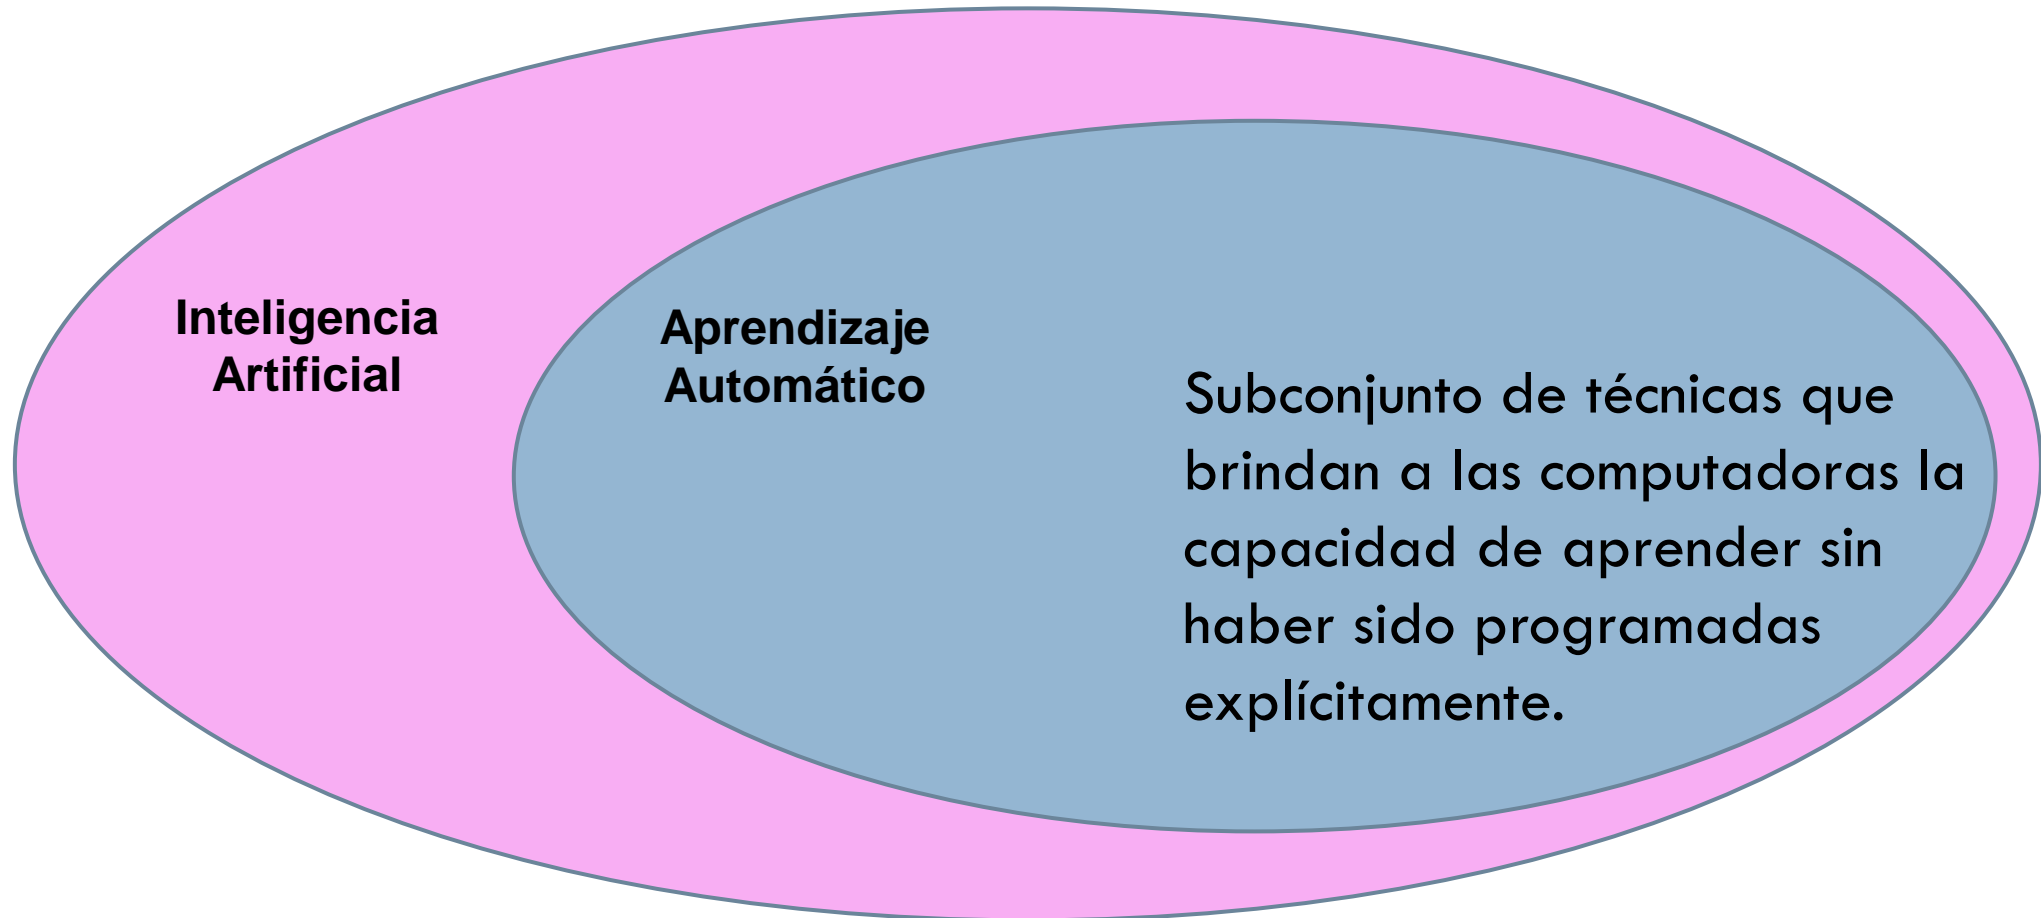 Inteligencia
Artificial
Aprendizaje
Automático
Subconjunto de técnicas que
brindan a las computadoras la
capacidad de aprender sin
haber sido programadas
explícitamente.